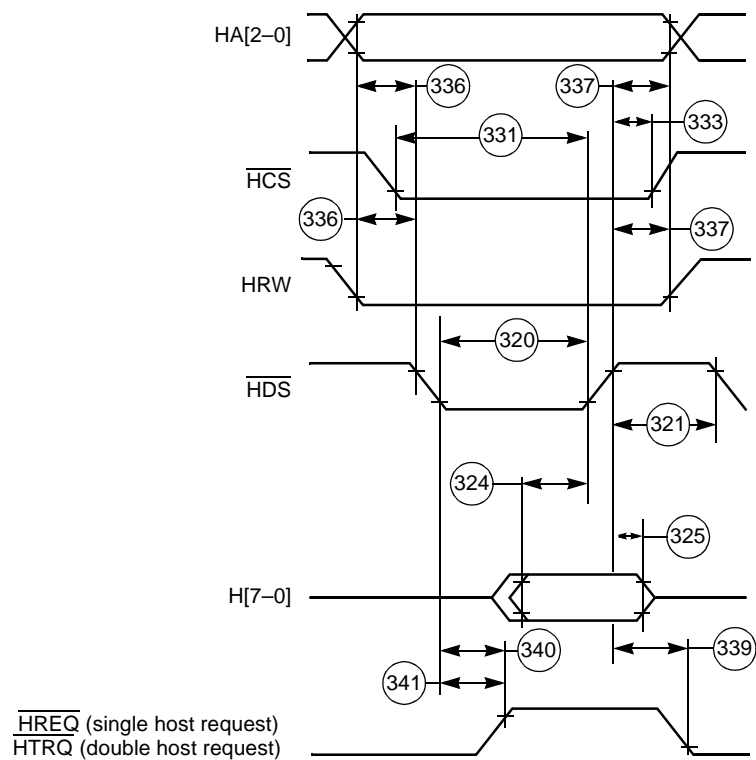 HA[2–0]
336
337
331
333
HCS
336
337
HRW
320
HDS
321
324
325
H[7–0]
340
339
341
HREQ (single host request)
HTRQ (double host request)